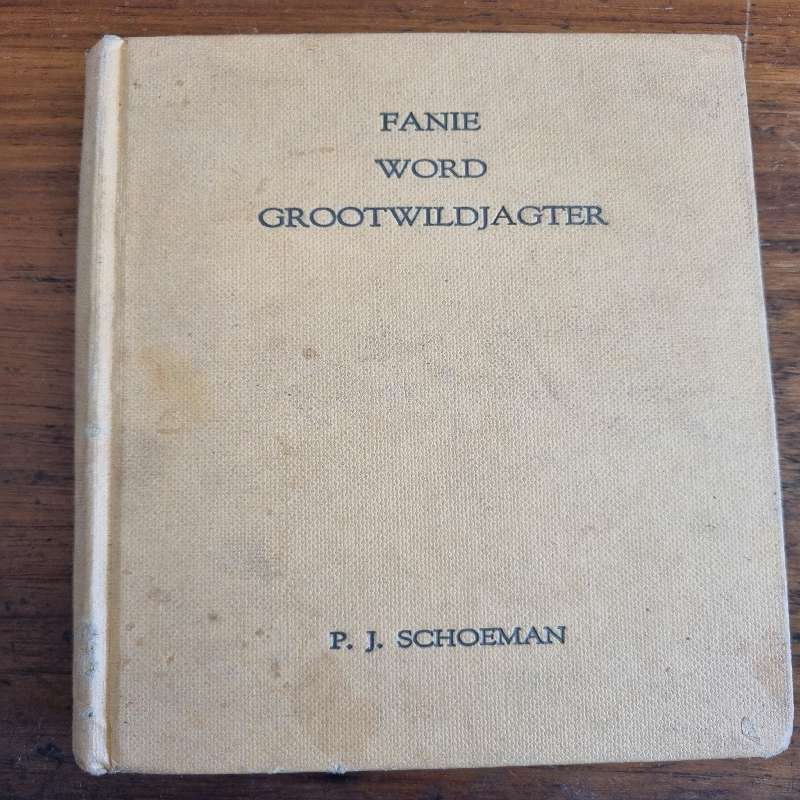 FANIE
WORD
GROOTWILDJAGTER
P. J. SCHOEMAN